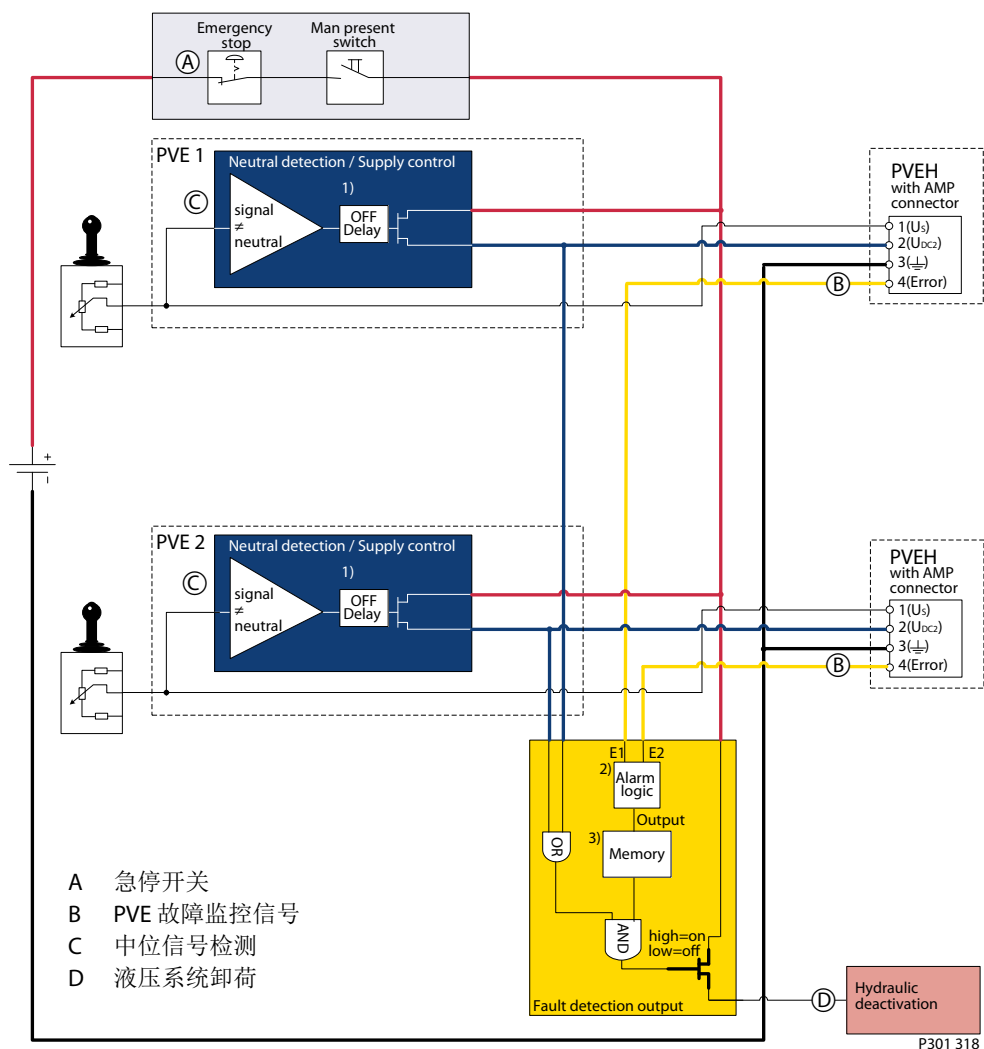 Emergency
stop
Man present
switch
A
PVE 1
Neutral detection / Supply control
C
signal
≠
neutral
1)
OFF
Delay
PVEH
with AMP
connector
1(US)
2(UDC2)
3(⏚)
4(Error)
B
+
−
PVE 2
Neutral detection / Supply control
C
signal
≠
neutral
1)
OFF
Delay
PVEH
with AMP
connector
1(US)
2(UDC2)
3(⏚)
4(Error)
B
E1 E2
2)
Alarm
logic
Output
3)
Memory
OR
AND
high=on
low=off
Fault detection output
D
Hydraulic
deactivation
A 急停开关
B PVE 故障监控信号
C 中位信号检测
D 液压系统卸荷
P301 318